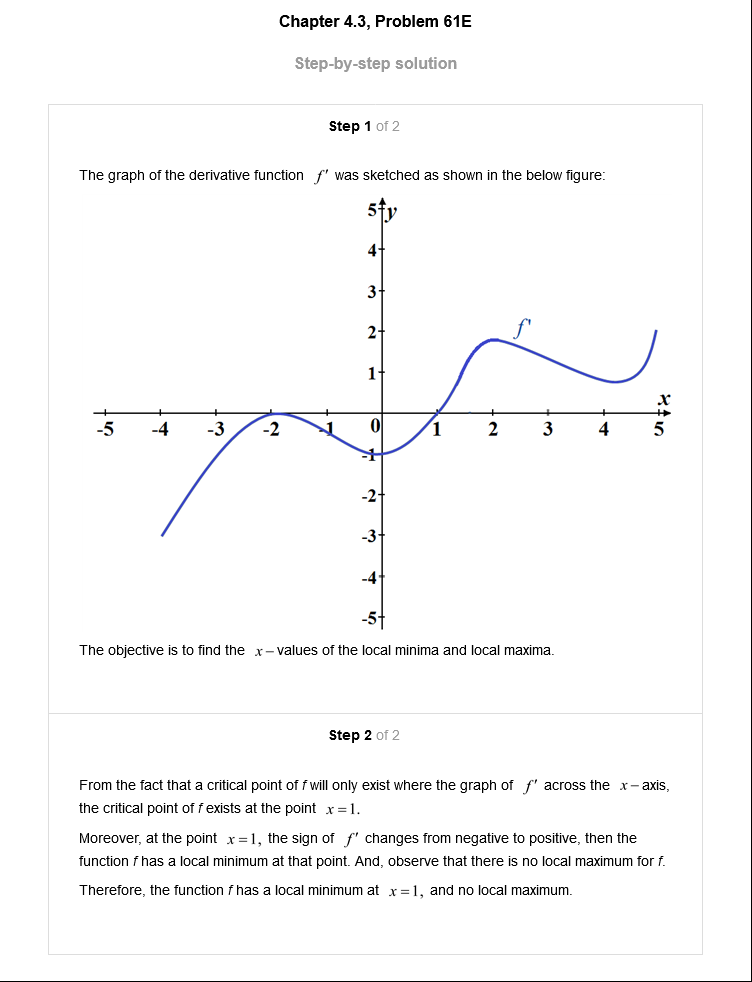 Chapter 4.3, Problem 61E
Step-by-step solution
Step 1 of 2
The graph of the derivative function f′ was sketched as shown in the below figure:
5 y
4
3
2 f'
1
x
-5 -4 -3 -2 -1 0 1 2 3 4 5
-1
-2
-3
-4
-5
The objective is to find the x– values of the local minima and local maxima.
Step 2 of 2
From the fact that a critical point of f will only exist where the graph of f′ across the x– axis,
the critical point of f exists at the point x = 1.
Moreover, at the point x = 1, the sign of f′ changes from negative to positive, then the
function f has a local minimum at that point. And, observe that there is no local maximum for f.
Therefore, the function f has a local minimum at x = 1, and no local maximum.